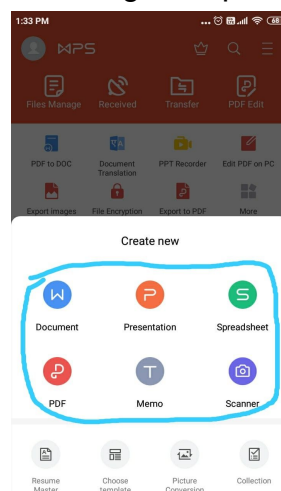 1:33 PM 68
WPS
Files Manage Received Transfer PDF Edit
PDF to DOC Document Translation PPT Recorder Edit PDF on PC
Export images File Encryption Export to PDF More
Create new
Document Presentation Spreadsheet
PDF Memo Scanner
Resume Master Choose template Picture Conversion Collection